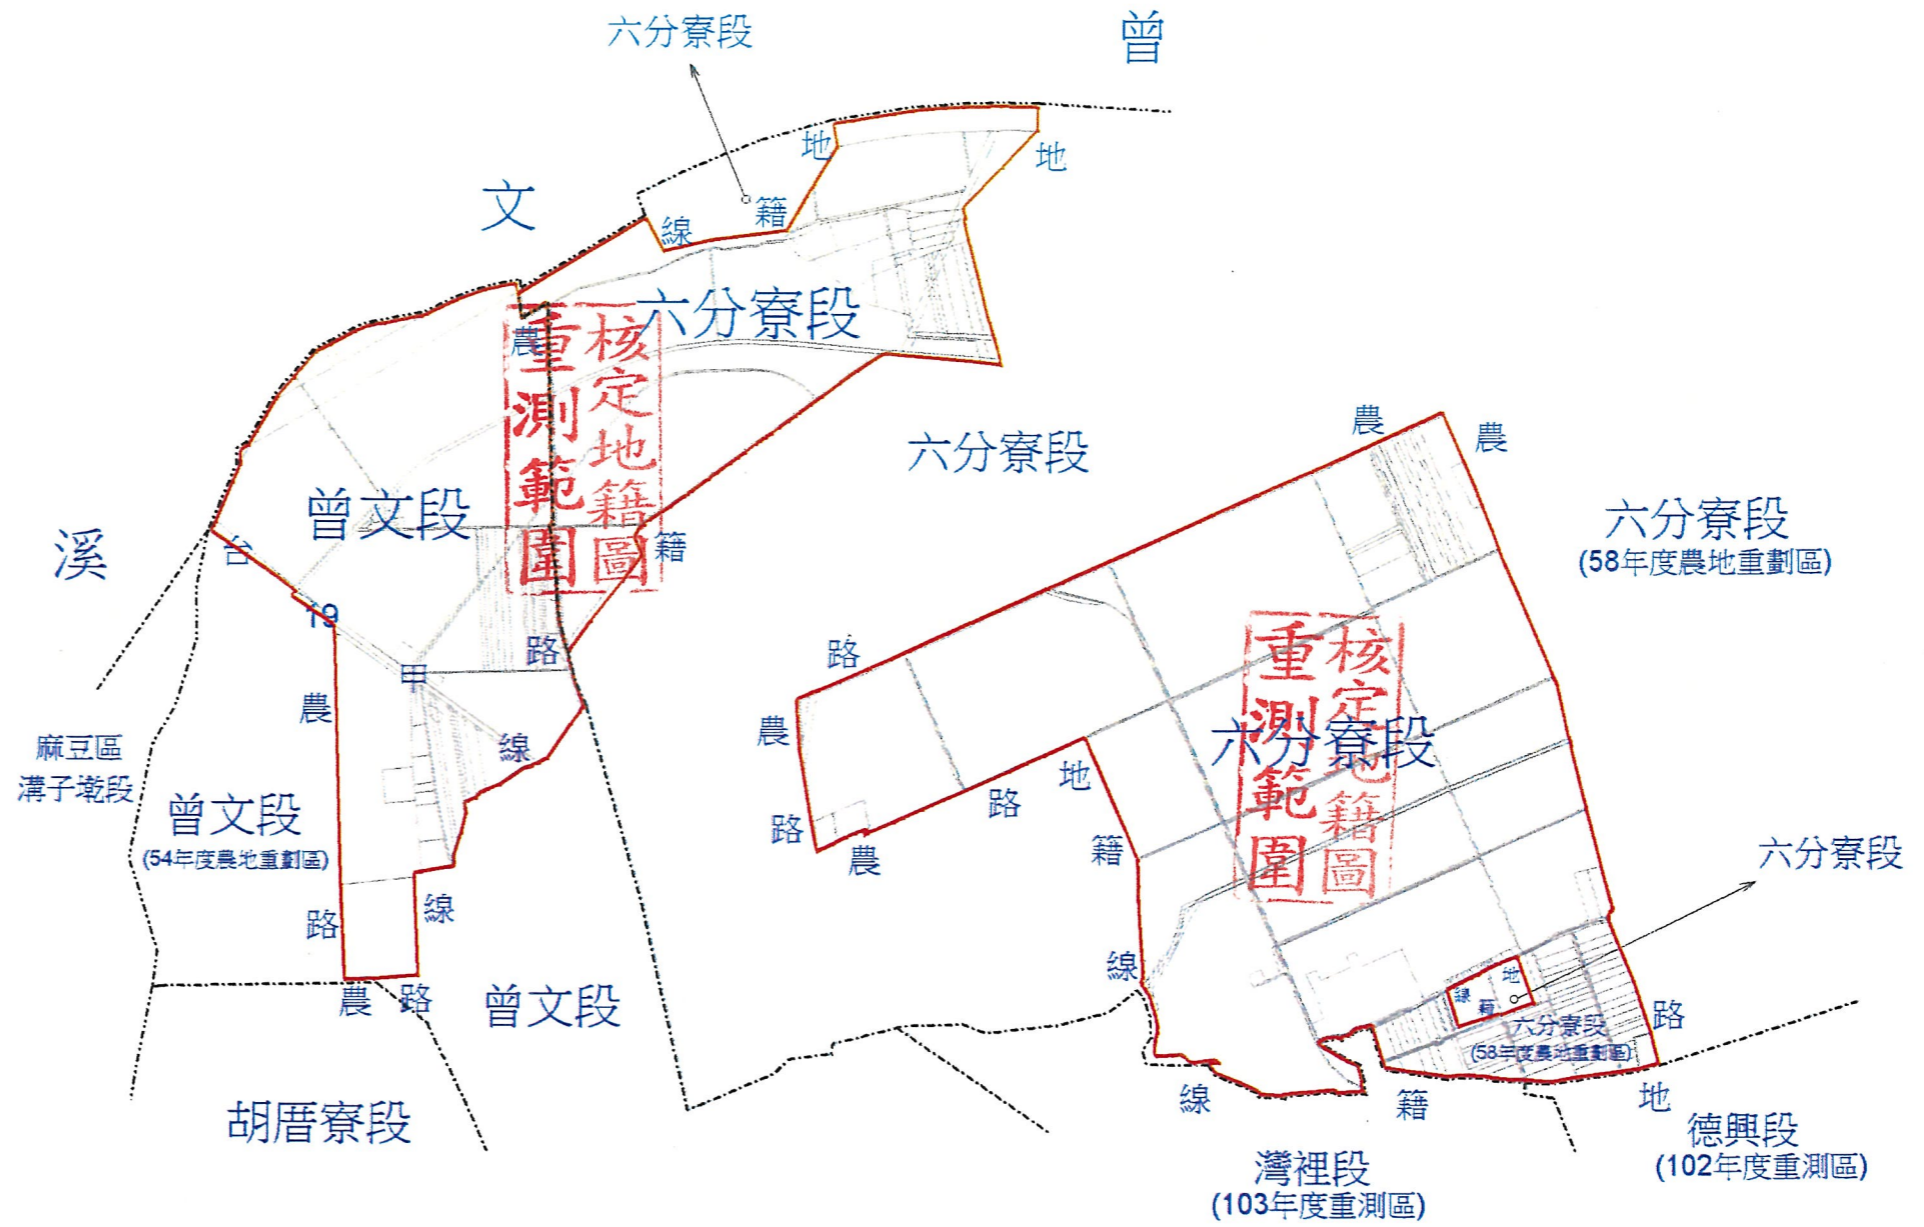 六分寮段
曾
文
溪
地
地
籍
線
六分寮段
農
核定地籍圖
重測範圍
曾文段
台
19
甲
線
籍
路
農
路
農
路
線
麻豆區
溝子墘段
曾文段
(54年度農地重劃區)
曾文段
胡厝寮段
六分寮段
農
農
六分寮段
(58年度農地重劃區)
路
農
路
農
路
地
籍
線
核定地籍圖
重測範圍
六分寮段
六分寮段
地
線
籍
六分寮段
(58年度農地重劃區)
路
線
籍
地
灣裡段
(103年度重測區)
德興段
(102年度重測區)